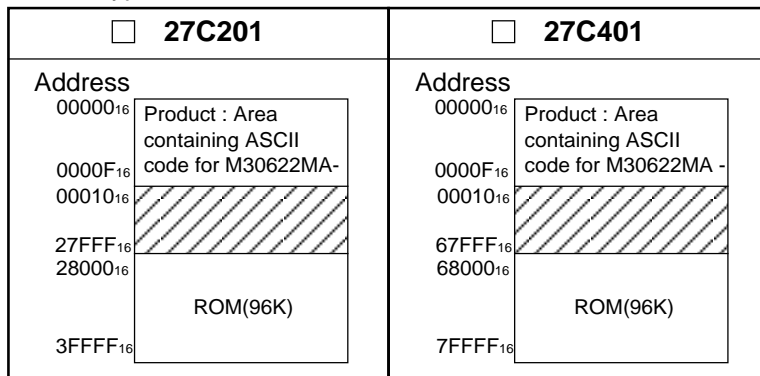 □ 27C201
Address
00000₁₆
Product : Area
containing ASCII
code for M30622MA-
0000F₁₆
00010₁₆
27FFF₁₆
28000₁₆
ROM(96K)
3FFFF₁₆
□ 27C401
Address
00000₁₆
Product : Area
containing ASCII
code for M30622MA -
0000F₁₆
00010₁₆
67FFF₁₆
68000₁₆
ROM(96K)
7FFFF₁₆